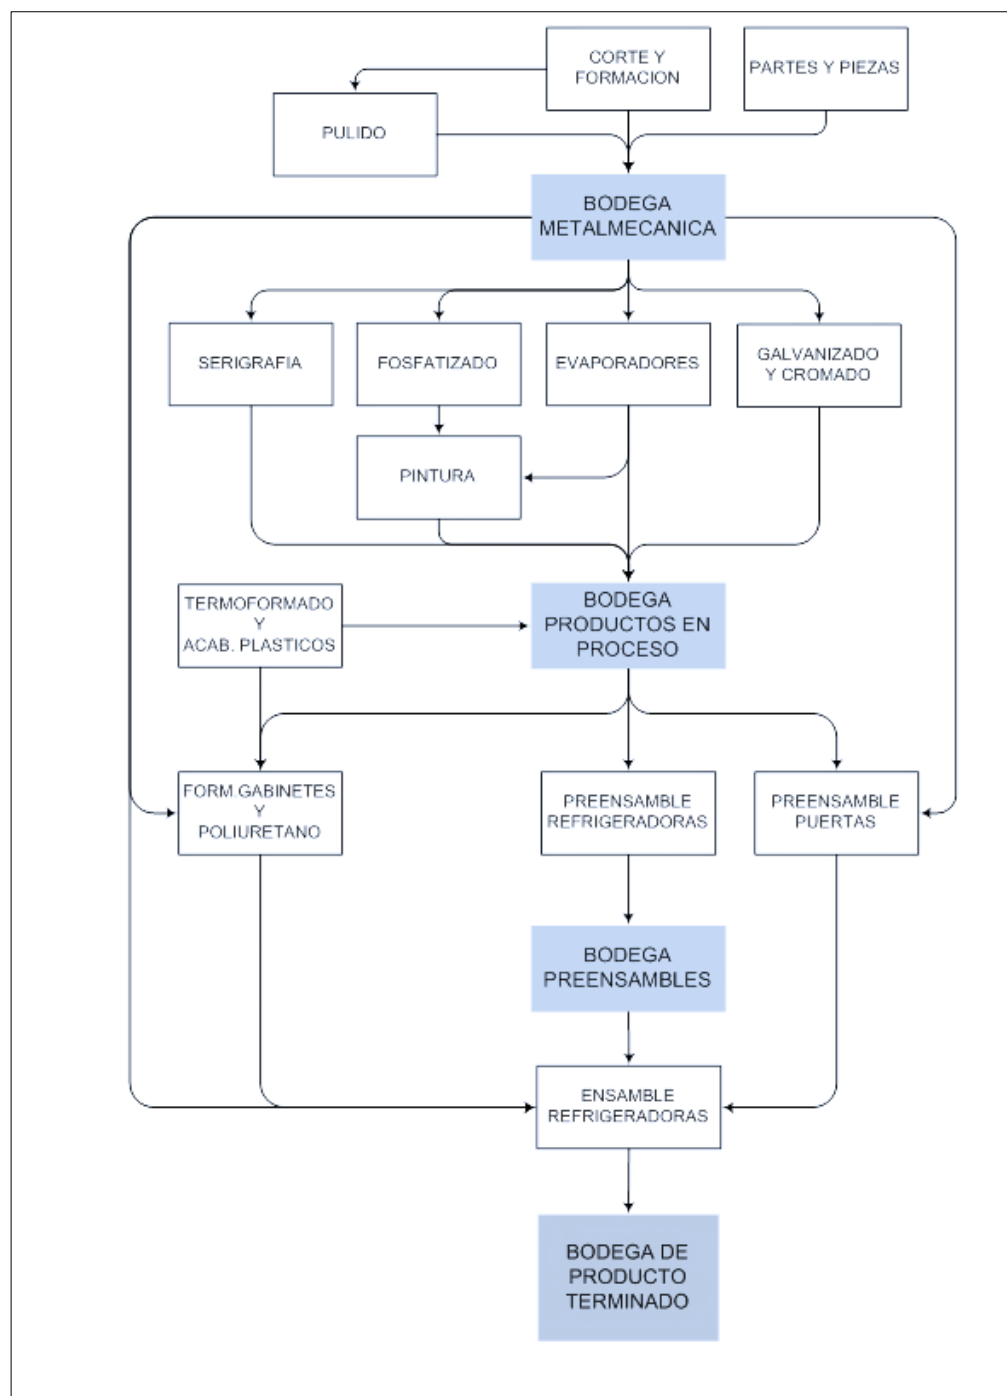 CORTE Y
FORMACION
PARTES Y PIEZAS
PULIDO
BODEGA
METALMECANICA
SERIGRAFIA
FOSFATIZADO
EVAPORADORES
GALVANIZADO
Y CROMADO
PINTURA
TERMOFORMADO
Y
ACAB. PLASTICOS
BODEGA
PRODUCTOS EN
PROCESO
FORM.GABINETES
Y
POLIURETANO
PREENSAMBLE
REFRIGERADORAS
PREENSAMBLE
PUERTAS
BODEGA
PREENSAMBLES
ENSAMBLE
REFRIGERADORAS
BODEGA DE
PRODUCTO
TERMINADO